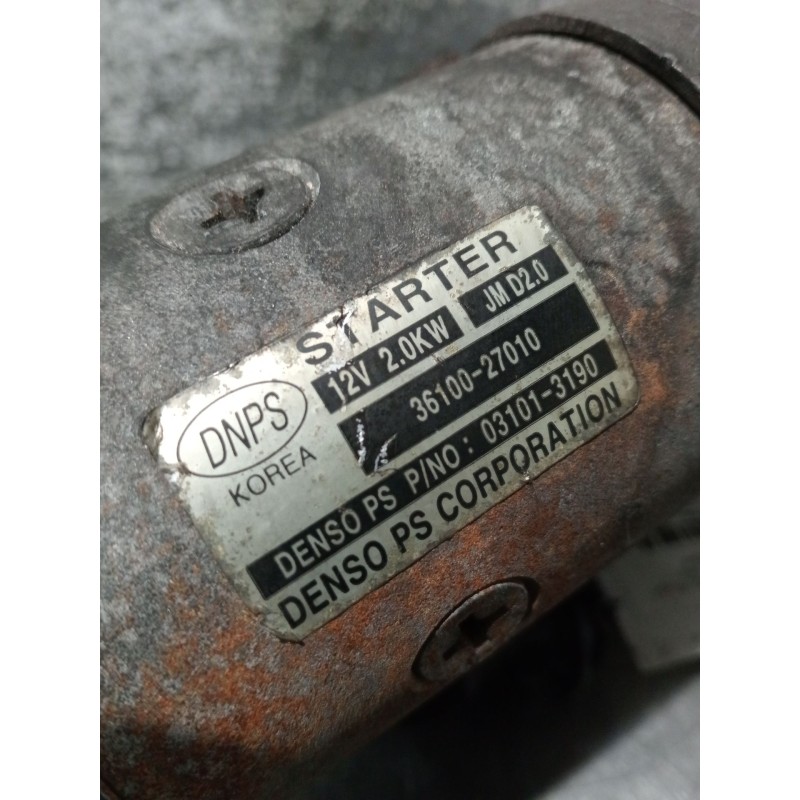 STARTER
12V 2.0KW JM D2.0
36100-27010
DNPS
KOREA
DENSO PS P/NO: 03101-3190
DENSO PS CORPORATION